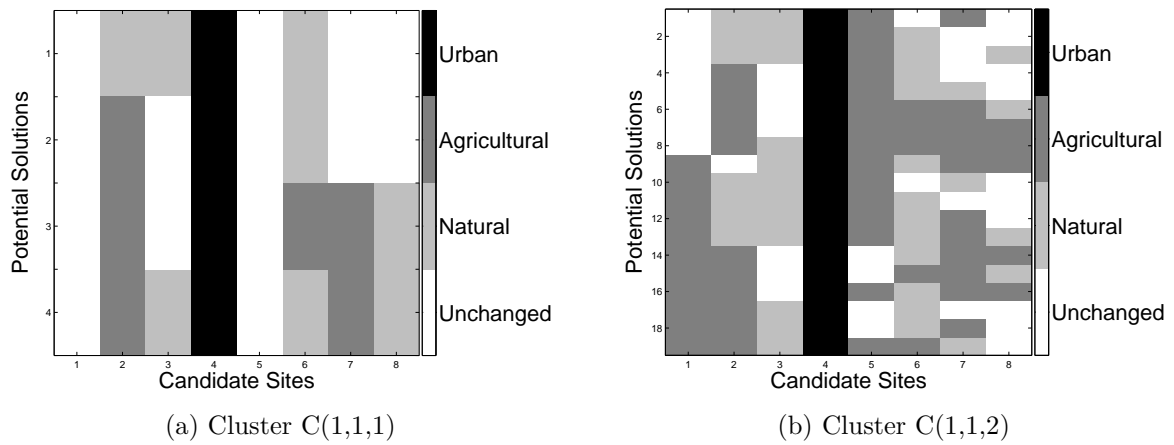 1
2
3
4
Potential Solutions
1 2 3 4 5 6 7 8
Candidate Sites
Urban
Agricultural
Natural
Unchanged
(a) Cluster C(1,1,1)
2
4
6
8
10
12
14
16
18
Potential Solutions
1 2 3 4 5 6 7 8
Candidate Sites
Urban
Agricultural
Natural
Unchanged
(b) Cluster C(1,1,2)